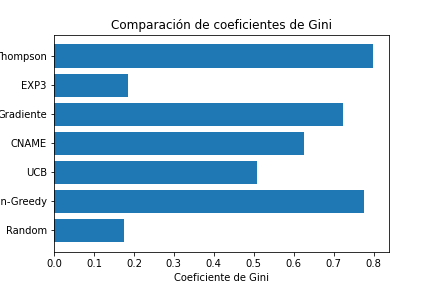 Comparación de coeficientes de Gini
Thompson
EXP3
Gradiente
CNAME
UCB
n-Greedy
Random
0.0 0.1 0.2 0.3 0.4 0.5 0.6 0.7 0.8
Coeficiente de Gini